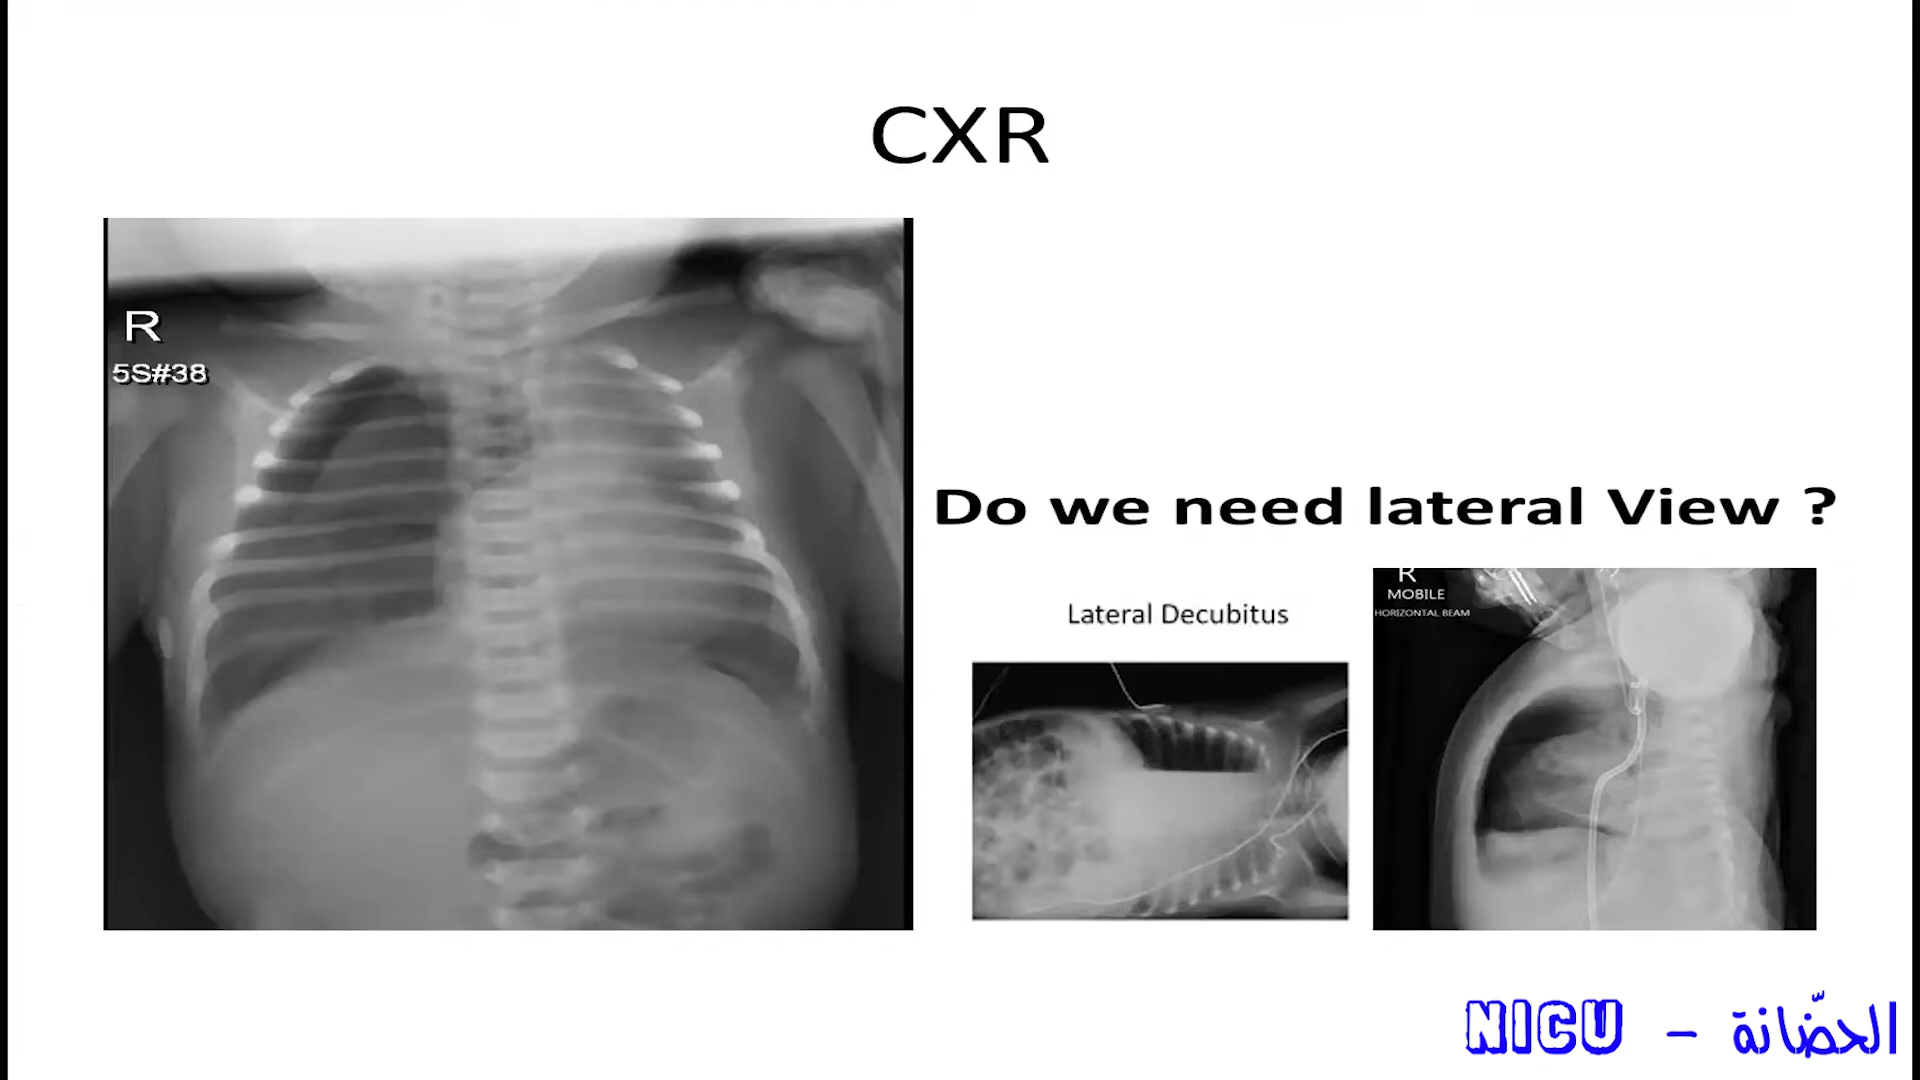 CXR
R
5S#38
Do we need lateral View ?
Lateral Decubitus
R
MOBILE
HORIZONTAL BEAM
NICU - الحضّانة